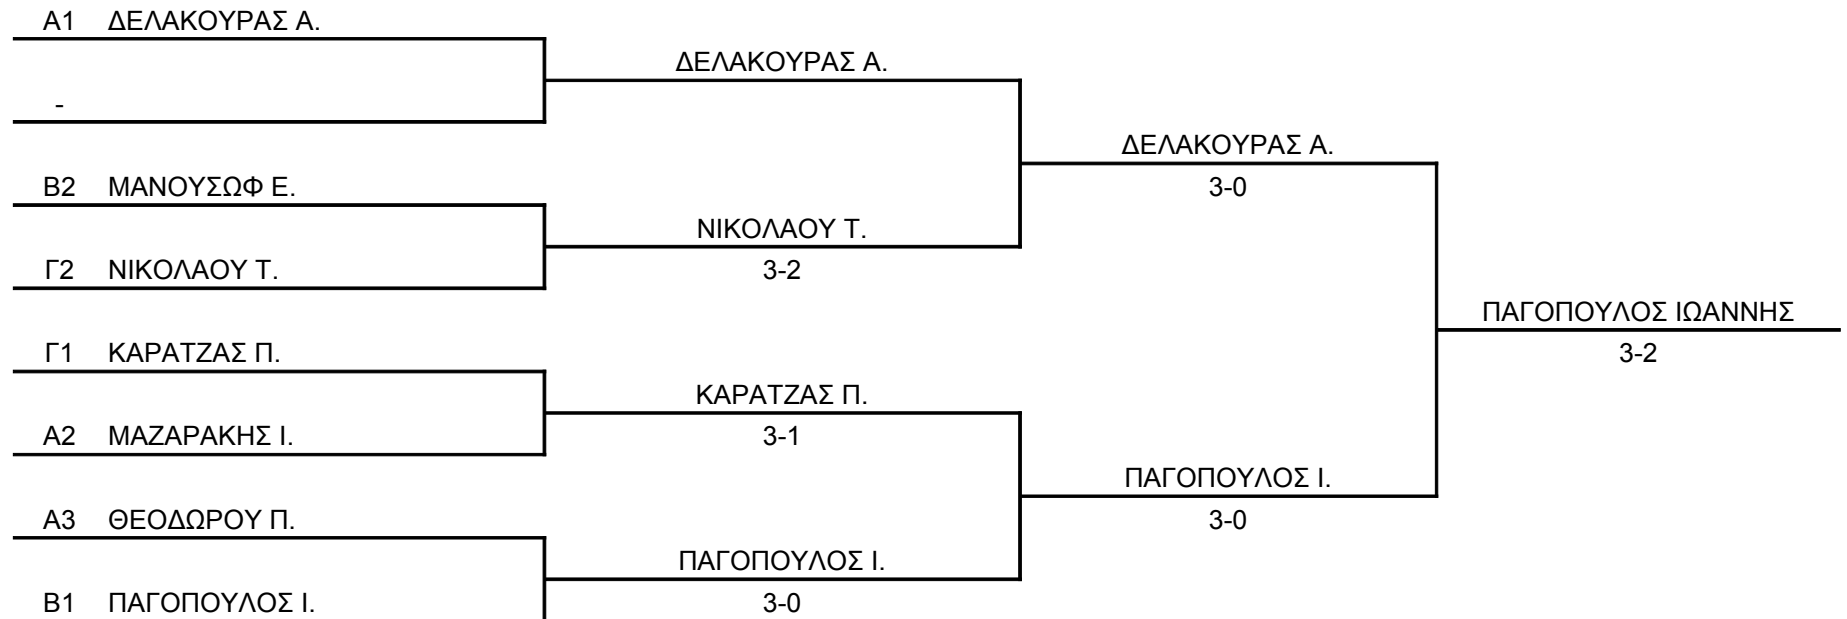 Α1 ΔΕΛΑΚΟΥΡΑΣ Α.
ΔΕΛΑΚΟΥΡΑΣ Α.
-
ΔΕΛΑΚΟΥΡΑΣ Α.
Β2 ΜΑΝΟΥΣΩΦ Ε.
3-0
ΝΙΚΟΛΑΟΥ Τ.
Γ2 ΝΙΚΟΛΑΟΥ Τ.
3-2
ΠΑΓΟΠΟΥΛΟΣ ΙΩΑΝΝΗΣ
Γ1 ΚΑΡΑΤΖΑΣ Π.
3-2
ΚΑΡΑΤΖΑΣ Π.
Α2 ΜΑΖΑΡΑΚΗΣ Ι.
3-1
ΠΑΓΟΠΟΥΛΟΣ Ι.
Α3 ΘΕΟΔΩΡΟΥ Π.
3-0
ΠΑΓΟΠΟΥΛΟΣ Ι.
Β1 ΠΑΓΟΠΟΥΛΟΣ Ι.
3-0